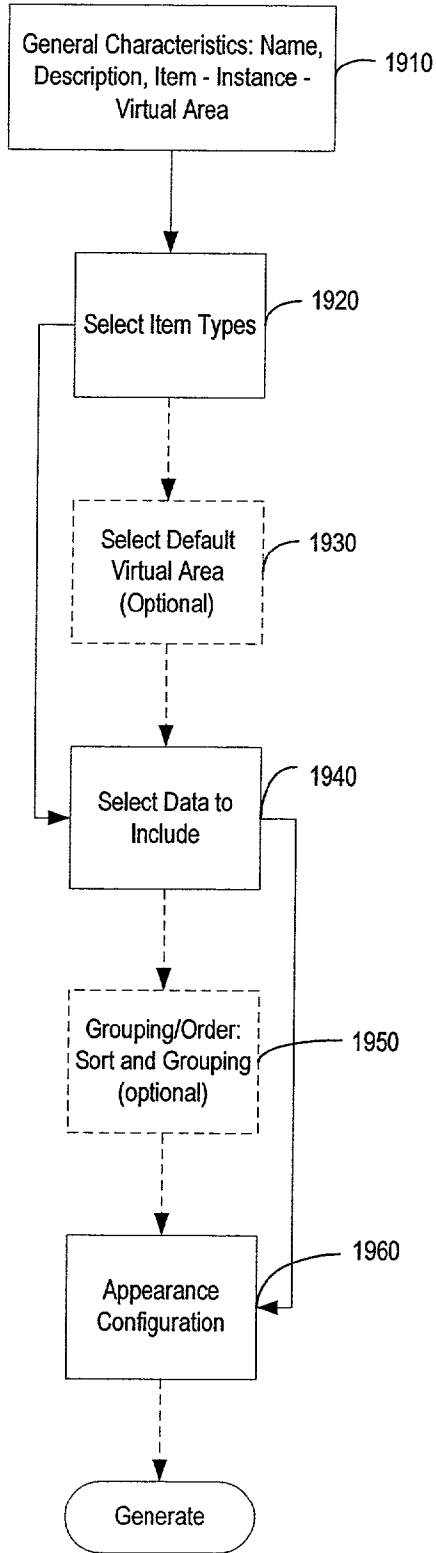 General Characteristics: Name,
Description, Item - Instance -
Virtual Area
1910
Select Item Types
1920
Select Default
Virtual Area
(Optional)
1930
Select Data to
Include
1940
Grouping/Order:
Sort and Grouping
(optional)
1950
Appearance
Configuration
1960
Generate